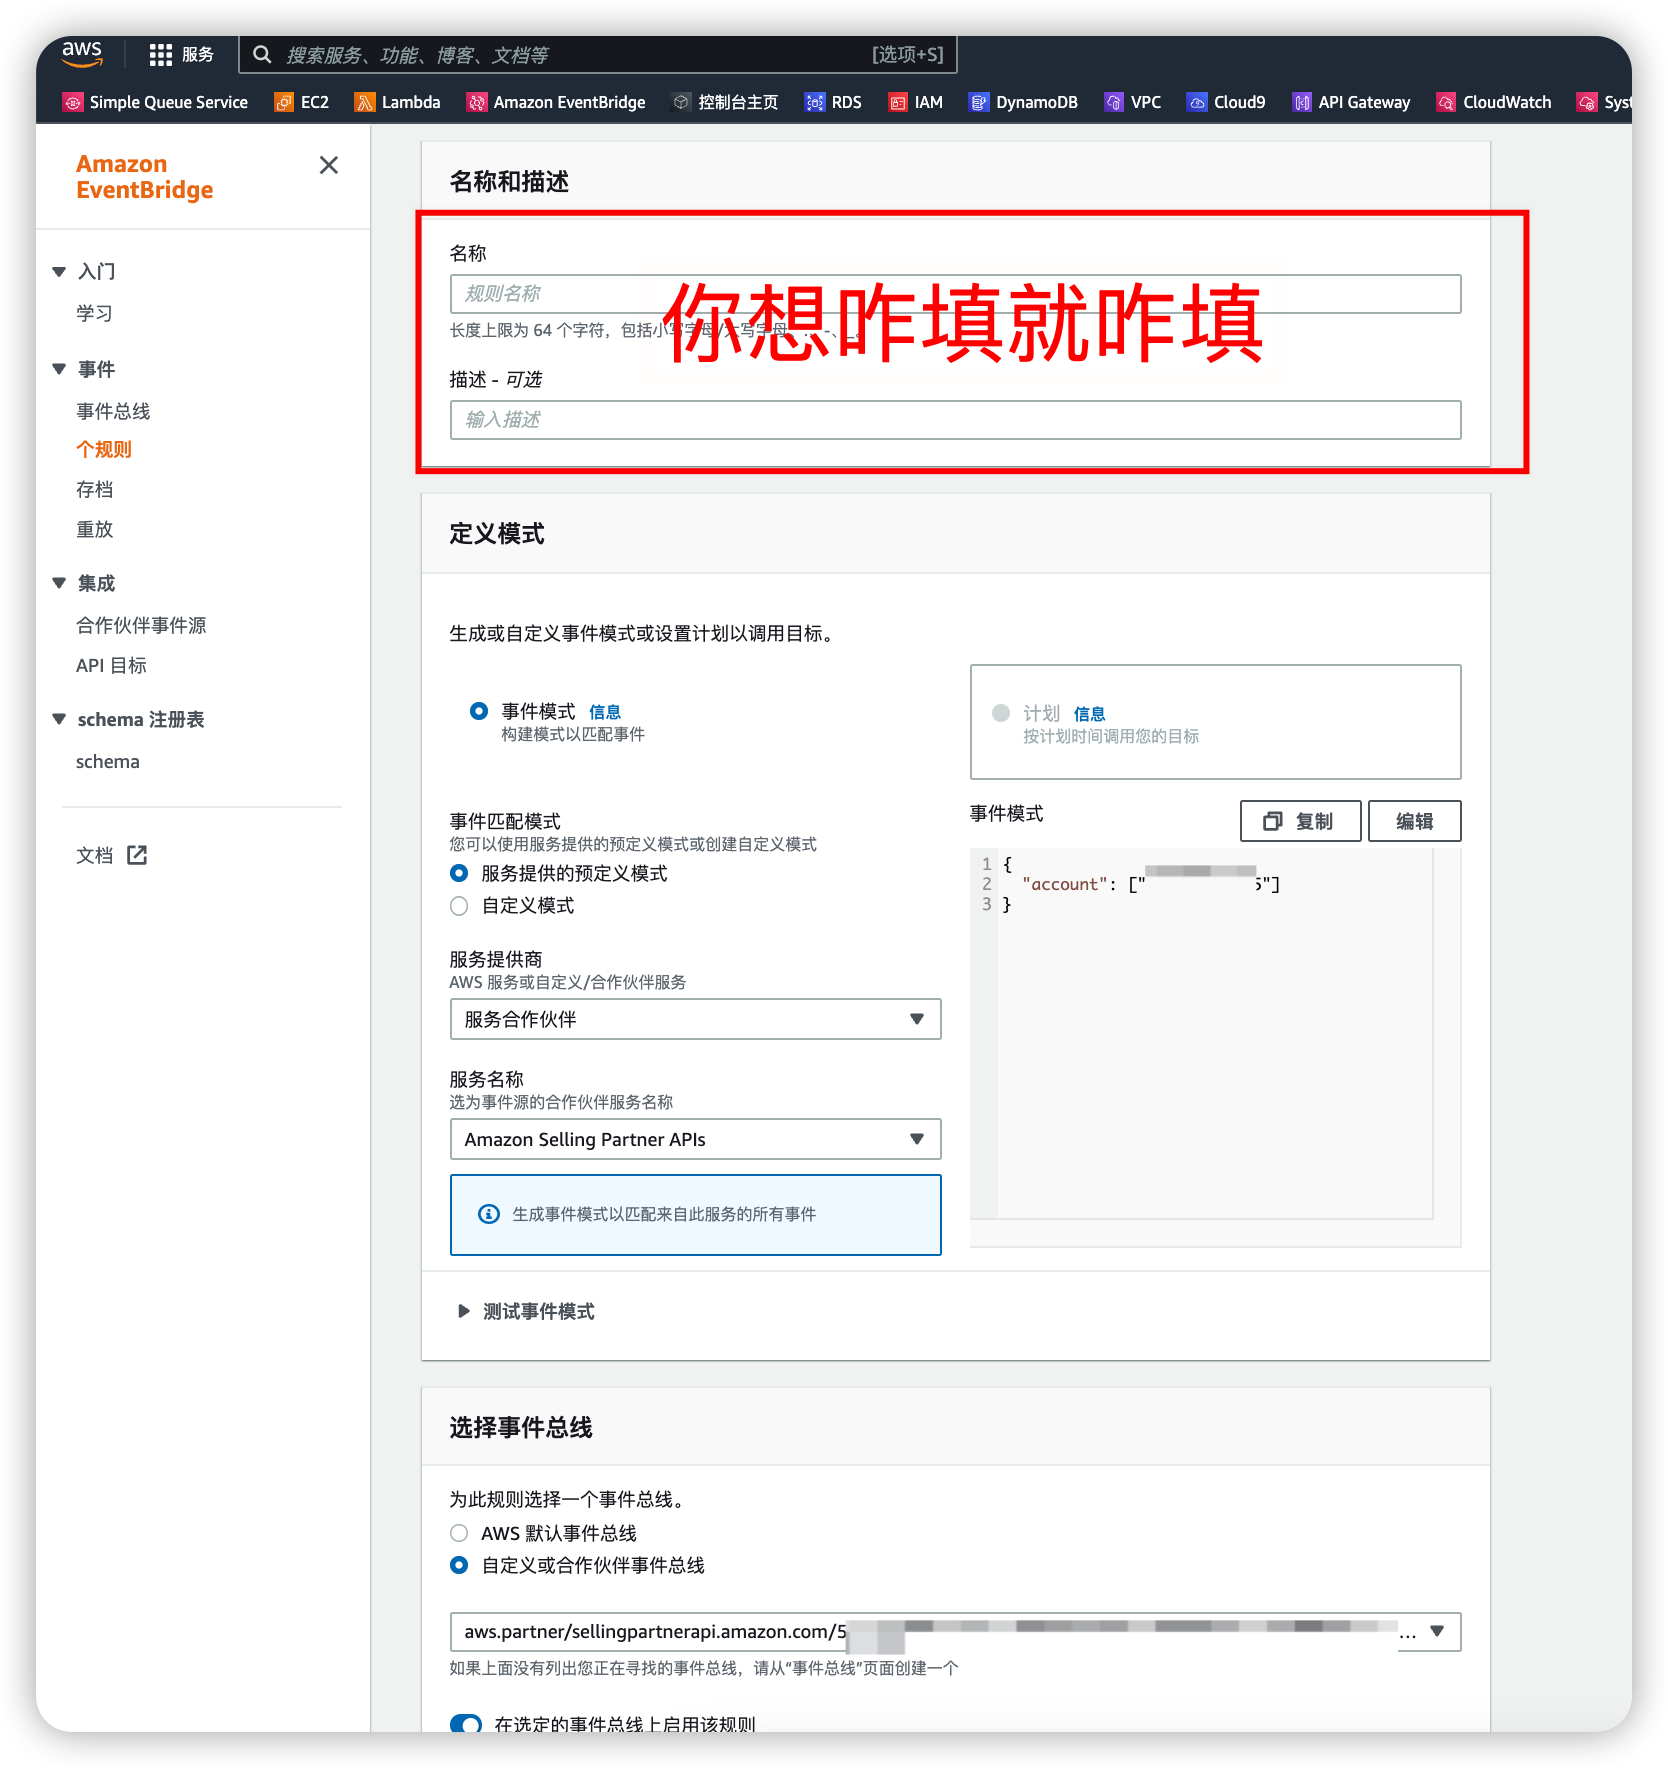 aws
服务
搜索服务、功能、博客、文档等
[选项+S]
Simple Queue Service
EC2
Lambda
Amazon EventBridge
控制台主页
RDS
IAM
DynamoDB
VPC
Cloud9
API Gateway
CloudWatch
Syst
Amazon
EventBridge
入门
学习
事件
事件总线
个规则
存档
重放
集成
合作伙伴事件源
API 目标
schema 注册表
schema
文档
名称和描述
名称
规则名称
你想咋填就咋填
长度上限为 64 个字符，包括小写字母/大写字母
描述 - 可选
输入描述
定义模式
生成或自定义事件模式或设置计划以调用目标。
事件模式 信息
构建模式以匹配事件
计划 信息
按计划时间调用您的目标
事件匹配模式
您可以使用服务提供的预定义模式或创建自定义模式
服务提供的预定义模式
自定义模式
服务提供商
AWS 服务或自定义/合作伙伴服务
服务合作伙伴
服务名称
选为事件源的合作伙伴服务名称
Amazon Selling Partner APIs
生成事件模式以匹配来自此服务的所有事件
事件模式
复制
编辑
1 {
2 "account": [" 5"]
3 }
测试事件模式
选择事件总线
为此规则选择一个事件总线。
AWS 默认事件总线
自定义或合作伙伴事件总线
aws.partner/sellingpartnerapi.amazon.com/5 ...
如果上面没有列出您正在寻找的事件总线，请从“事件总线”页面创建一个
在选定的事件总线上启用该规则